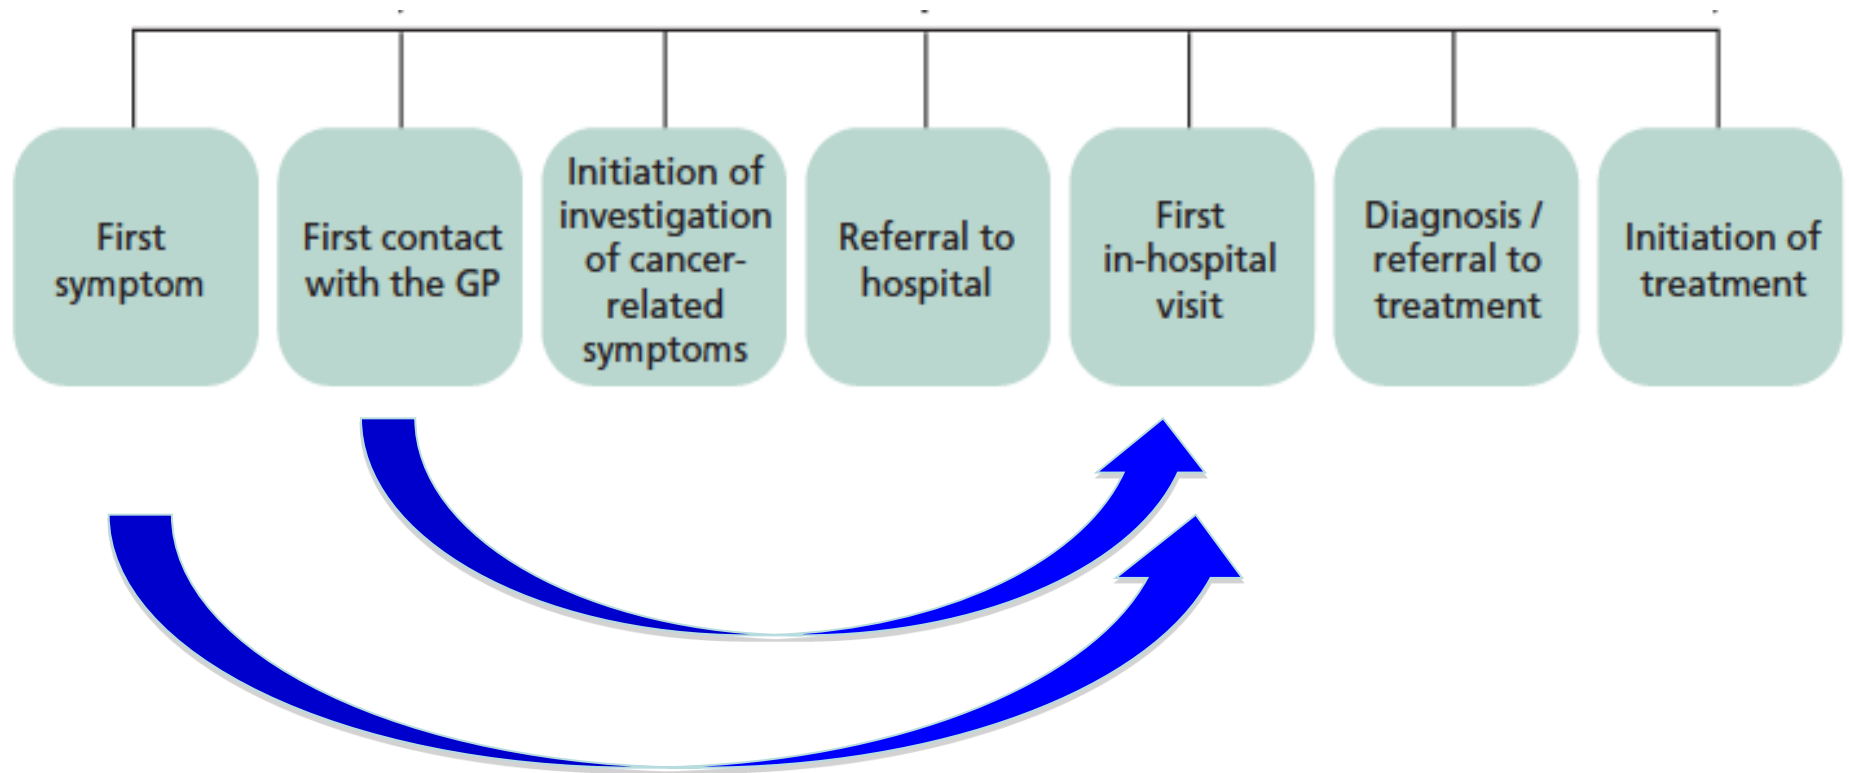 First
symptom
First contact
with the GP
Initiation of
investigation
of cancer-
related
symptoms
Referral to
hospital
First
in-hospital
visit
Diagnosis /
referral to
treatment
Initiation of
treatment